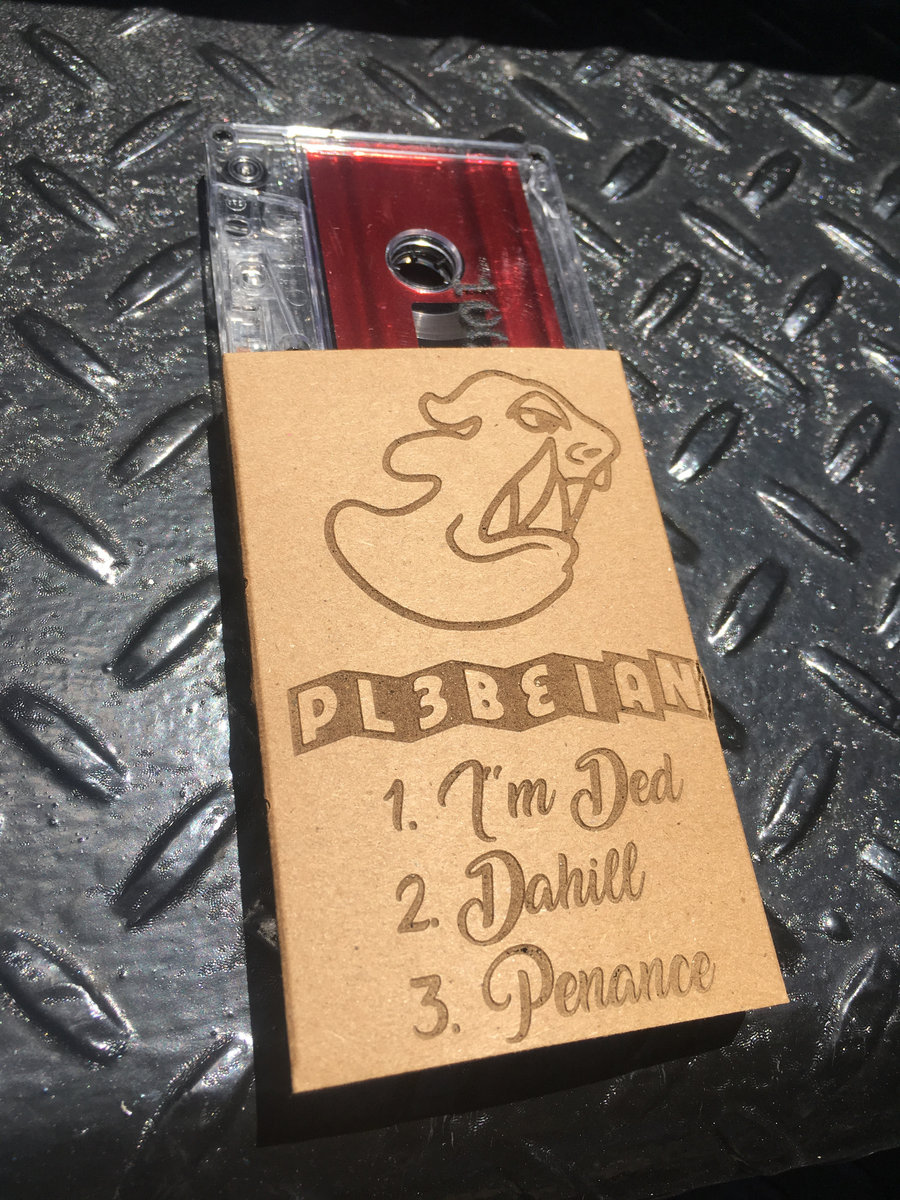 PL3BEIAN
1. I'm Ded
2. Dahill
3. Penance